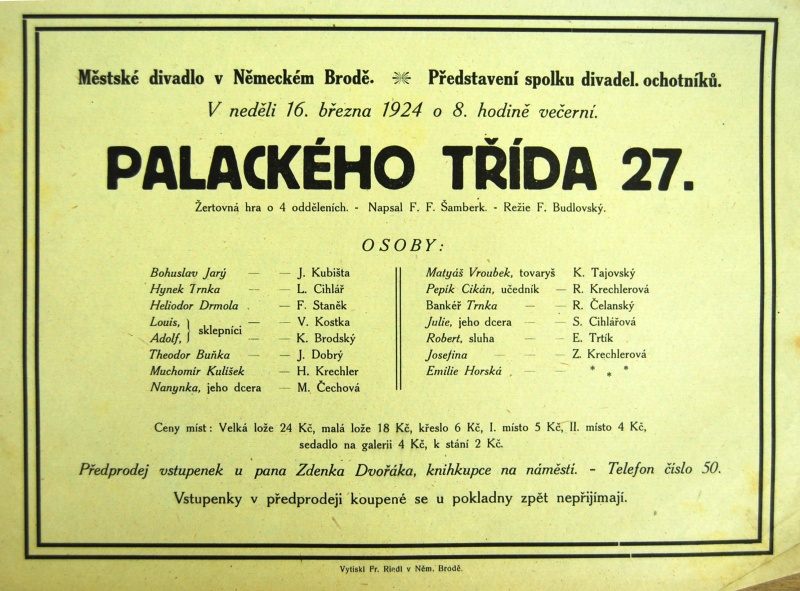 Městské divadlo v Německém Brodě. Představení spolku divadel. ochotníků.
V neděli 16. března 1924 o 8. hodině večerní.
PALACKÉHO TŘÍDA 27.
Žertovná hra o 4 odděleních. - Napsal F. F. Šamberk. - Režie F. Budlovský.
OSOBY:
Bohuslav Jarý — — J. Kubišta
Hynek Trnka — — L. Cihlář
Heliodor Drmola . — F. Staněk
Louis, } sklepníci — V. Kostka
Adolf, — K. Brodský
Theodor Buňka — — J. Dobrý
Muchomír Kulíšek — H. Krechler
Nanynka, jeho dcera — M. Čechová
Matyáš Vroubek, tovaryš K. Tajovský
Pepík Cikán, učedník — R. Krechlerová
Bankéř Trnka — — R. Čelanský
Julie, jeho dcera — — S. Cihlářová
Robert, sluha — — E. Trtík
Josefina — — Z. Krechlerová
Emilie Horská — — * * *
Ceny míst: Velká lože 24 Kč, malá lože 18 Kč, křeslo 6 Kč, I. místo 5 Kč, II. místo 4 Kč,
sedadlo na galerii 4 Kč, k stání 2 Kč.
Předprodej vstupenek u pana Zdenka Dvořáka, knihkupce na náměstí. - Telefon číslo 50.
Vstupenky v předprodeji koupené se u pokladny zpět nepřijímají.
Vytiskl Fr. Riedl v Něm. Brodě.